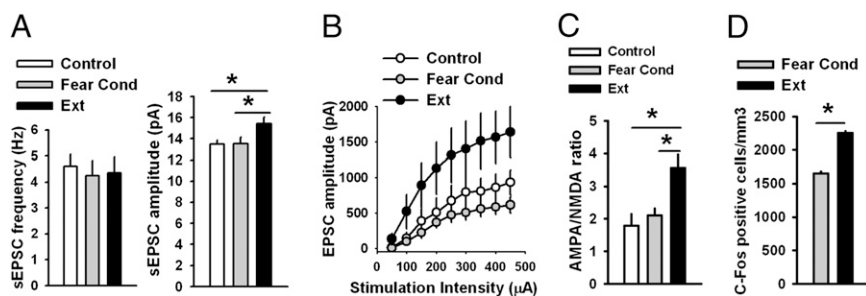 A
Control
Fear Cond
Ext
sEPSC frequency (Hz)
6
5
4
3
2
1
0
sEPSC amplitude (pA)
18
16
14
12
10
8
6
4
2
0
*
*
B
Control
Fear Cond
Ext
EPSC amplitude (pA)
2000
1500
1000
500
0
0 100 200 300 400 500
Stimulation Intensity (µA)
C
Control
Fear Cond
Ext
AMPA/NMDA ratio
5
4
3
2
1
0
*
*
D
Fear Cond
Ext
C-Fos positive cells/mm3
2500
2000
1500
1000
500
0
*